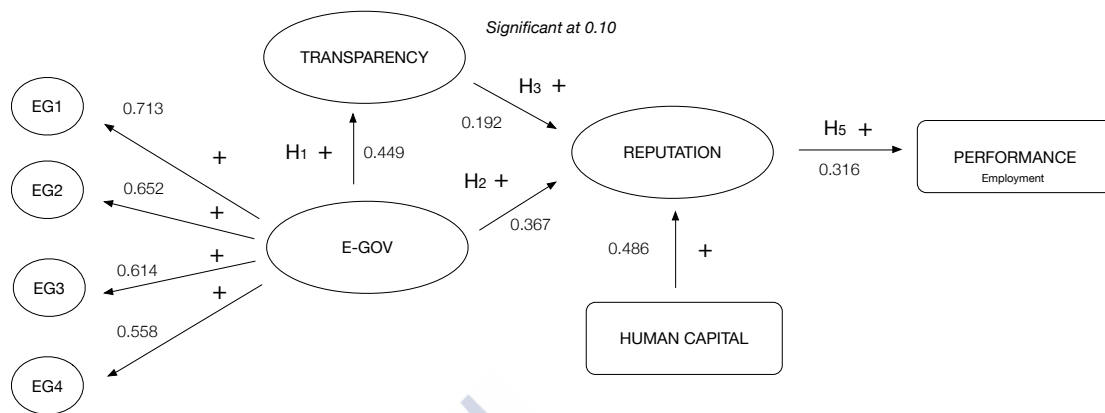 Significant at 0.10
TRANSPARENCY
H3 +
0.192
EG1
0.713
+
H1 +
0.449
REPUTATION
H5 +
0.316
PERFORMANCE
Employment
EG2
0.652
+
H2 +
0.367
E-GOV
EG3
0.614
+
0.486
+
EG4
0.558
+
HUMAN CAPITAL